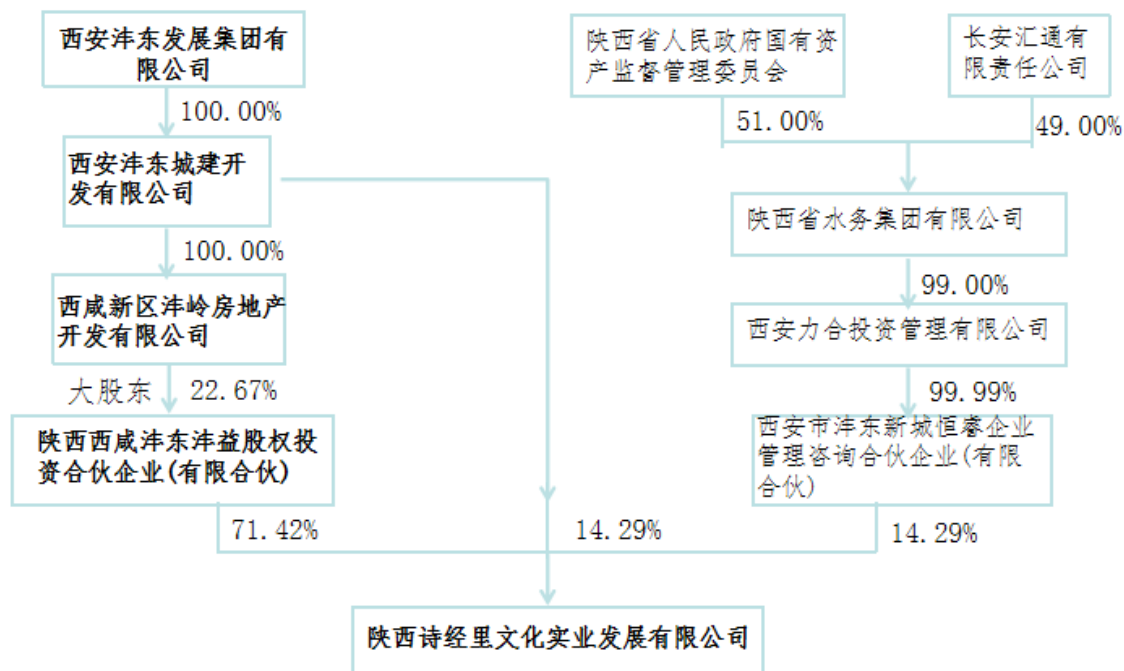 西安沣东发展集团有
限公司
陕西省人民政府国有资
产监督管理委员会
长安汇通有
限责任公司
100.00%
51.00%
49.00%
西安沣东城建开
发有限公司
陕西省水务集团有限公司
100.00%
99.00%
西咸新区沣岭房地产
开发有限公司
西安力合投资管理有限公司
大股东
22.67%
99.99%
陕西西咸沣东沣益股权投
资合伙企业(有限合伙)
西安市沣东新城恒睿企业
管理咨询合伙企业(有限
合伙)
71.42%
14.29%
14.29%
陕西诗经里文化实业发展有限公司